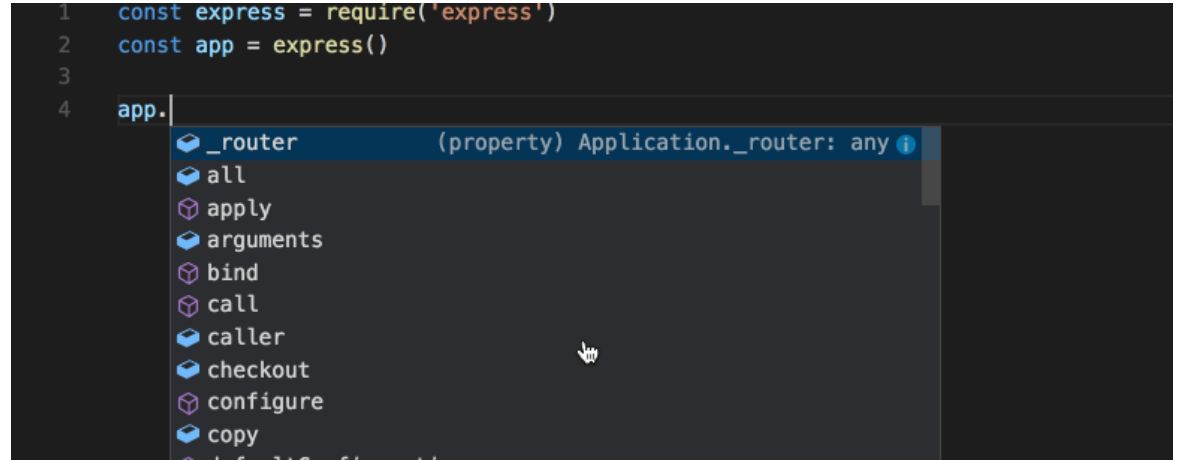 1 const express = require('express')
2 const app = express()
3
4 app.
_router (property) Application._router: any
all
apply
arguments
bind
call
caller
checkout
configure
copy